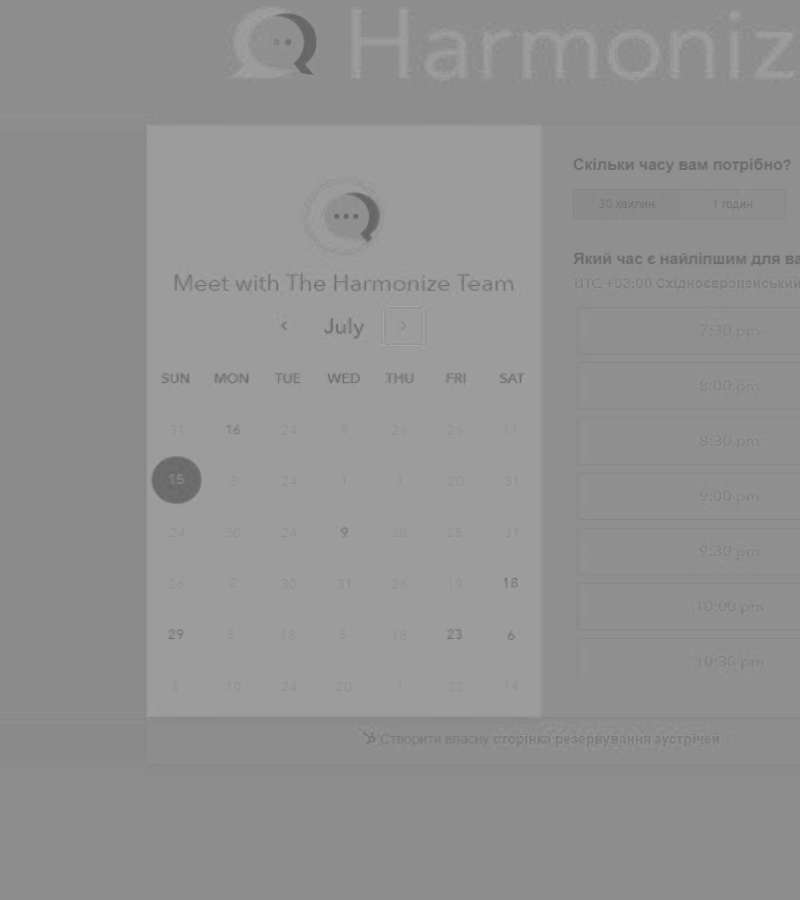 Harmoniz
Meet with The Harmonize Team
July
SUN MON TUE WED THU FRI SAT
31 16 24 8 26 26 11
15 3 24 1 1 20 31
24 30 24 9 28 25 31
26 2 30 31 26 19 18
29 5 18 5 18 23 6
5 10 24 20 1 22 14
Скільки часу вам потрібно?
30 хвилин 1 годин
Який час є найліпшим для ва
UTC +03:00 Східноєвропейський
7:30 pm
8:00 pm
8:30 pm
9:00 pm
9:30 pm
10:00 pm
10:30 pm
Створити власну сторінка резервування зустрічей